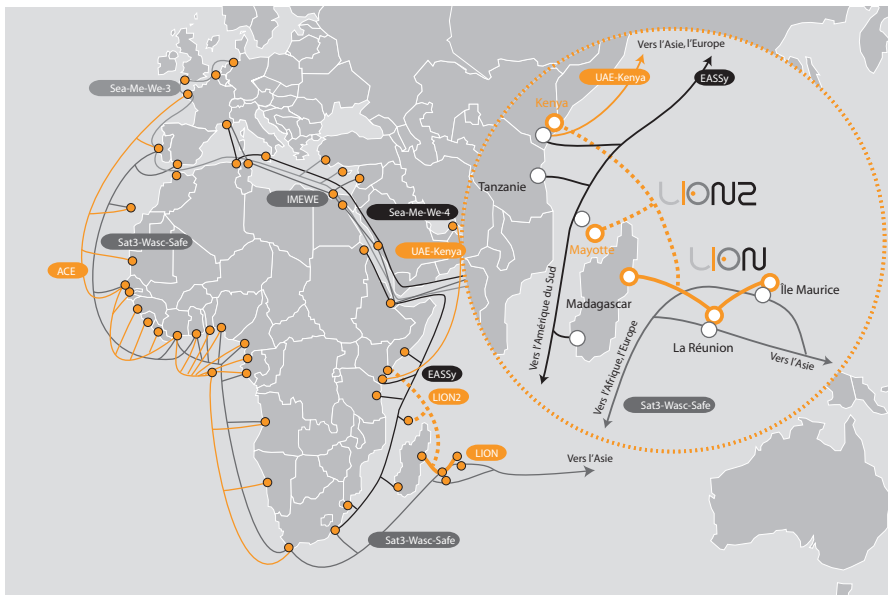 Sea-Me-We-3
IMEWE
Sea-Me-We-4
UAE-Kenya
Sat3-Wasc-Safe
ACE
EASSy
LION2
LION
Vers l'Asie
Sat3-Wasc-Safe
Vers l'Asie, l'Europe
UAE-Kenya
EASSy
Kenya
Tanzanie
LION2
Mayotte
LION
Madagascar
Île Maurice
La Réunion
Vers l'Asie
Vers l'Amérique du Sud
Vers l'Afrique, l'Europe
Sat3-Wasc-Safe